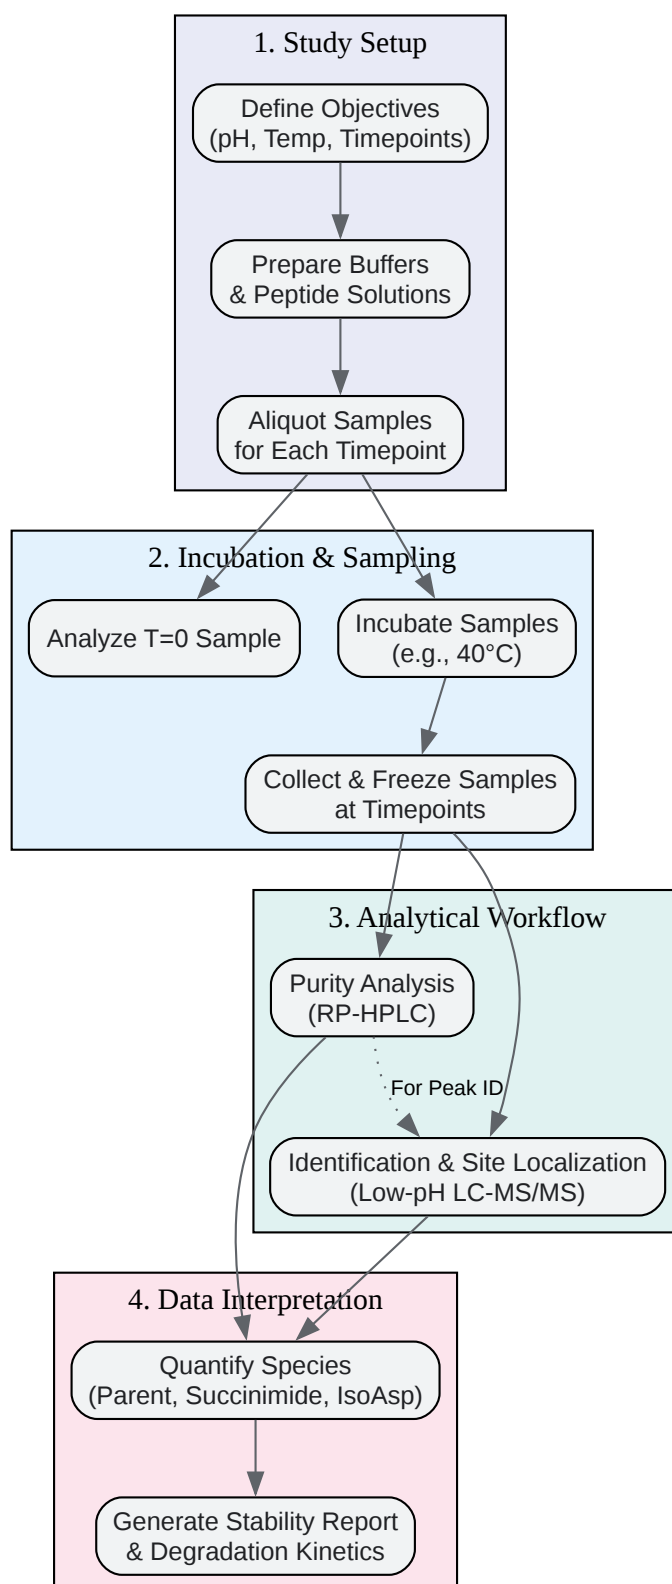 1. Study Setup
Define Objectives
(pH, Temp, Timepoints)
Prepare Buffers
& Peptide Solutions
Aliquot Samples
for Each Timepoint
2. Incubation & Sampling
Analyze T=0 Sample
Incubate Samples
(e.g., 40°C)
Collect & Freeze Samples
at Timepoints
3. Analytical Workflow
Purity Analysis
(RP-HPLC)
For Peak ID
Identification & Site Localization
(Low-pH LC-MS/MS)
4. Data Interpretation
Quantify Species
(Parent, Succinimide, IsoAsp)
Generate Stability Report
& Degradation Kinetics